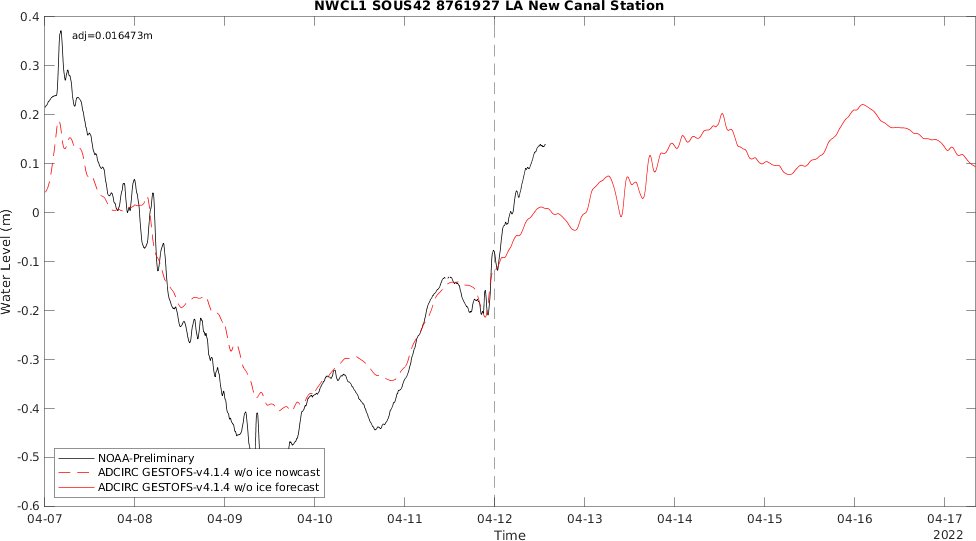 NWCL1 SOUS42 8761927 LA New Canal Station
adj=0.016473m
0.4
0.3
0.2
0.1
0
-0.1
-0.2
-0.3
-0.4
-0.5
-0.6
Water Level (m)
NOAA-Preliminary
ADCIRC GESTOFS-v4.1.4 w/o ice nowcast
ADCIRC GESTOFS-v4.1.4 w/o ice forecast
04-07 04-08 04-09 04-10 04-11 04-12 04-13 04-14 04-15 04-16 04-17
Time
2022